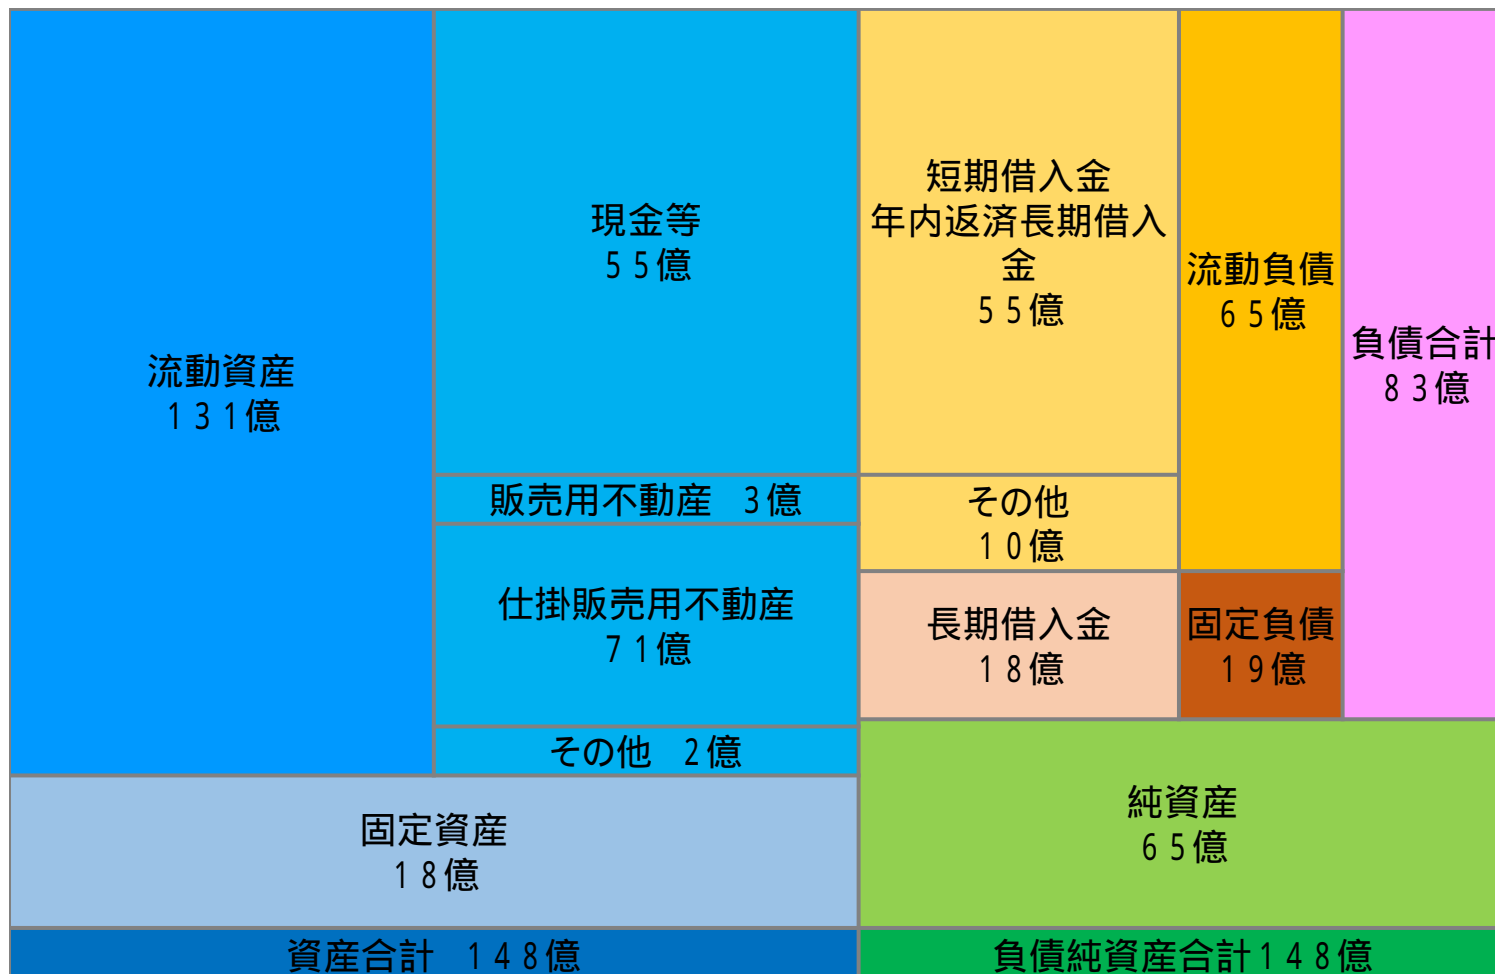 流動資産
131億
現金等
55億
販売用不動産 3億
仕掛販売用不動産
71億
その他 2億
固定資産
18億
資産合計 148億
短期借入金
年内返済長期借入
金
55億
その他
10億
長期借入金
18億
流動負債
65億
固定負債
19億
負債合計
83億
純資産
65億
負債純資産合計148億